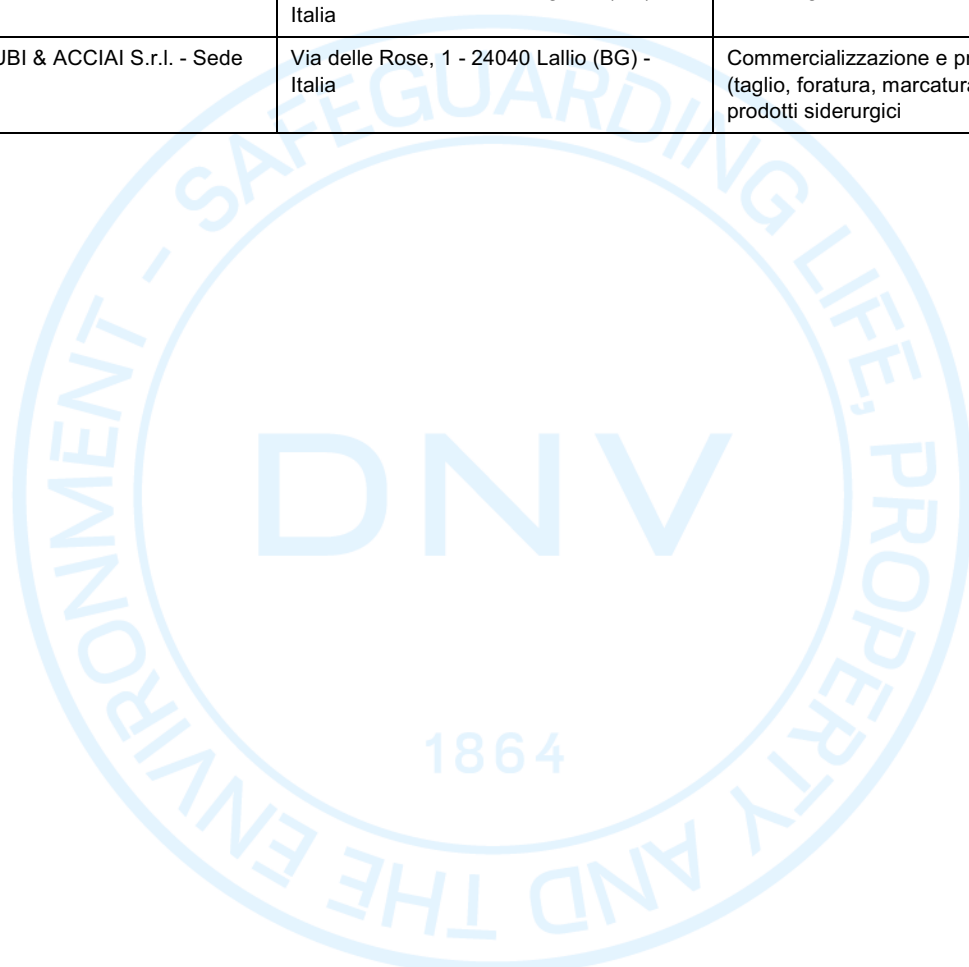 Italia
UBI & ACCIAI S.r.l. - Sede
Via delle Rose, 1 - 24040 Lallio (BG) -
Italia
Commercializzazione e
(taglio, foratura, marcatura
prodotti siderurgici
SAFEGUARDING LIFE, PROPERTY AND THE ENVIRONMENT -
DNV
1864